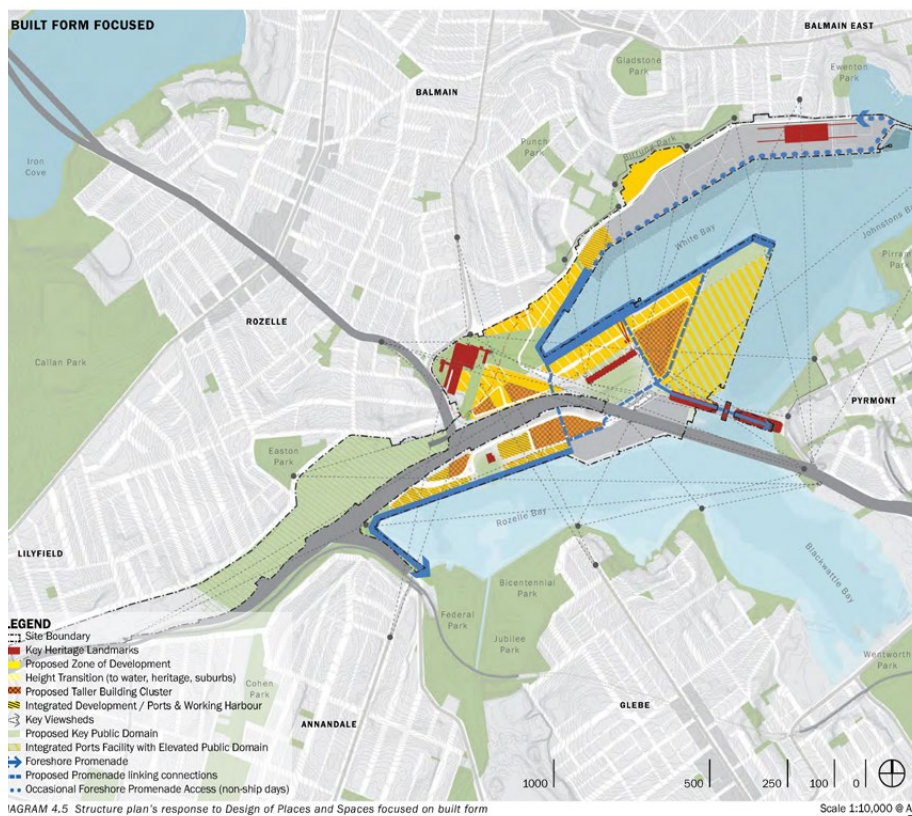 BUILT FORM FOCUSED
BALMAIN EAST
Gladstone
Park
Ewenton
Park
BALMAIN
Punch
Park
Birrung Park
Iron
Cove
White Bay
Johnstons Ba
Pirram
Park
ROZELLE
Callan Park
PYRMONT
Easton
Park
Rozelle Bay
LILYFIELD
Blackwattle Bay
Bicentennial
Park
Federal
Park
Jubilee
Park
Wentworth
Park
Cohen
Park
GLEBE
ANNANDALE
LEGEND
Site Boundary
Key Heritage Landmarks
Proposed Zone of Development
Height Transition (to water, heritage, suburbs)
Proposed Taller Building Cluster
Integrated Development / Ports & Working Harbour
Key Viewsheds
Proposed Key Public Domain
Integrated Ports Facility with Elevated Public Domain
Foreshore Promenade
Proposed Promenade linking connections
Occasional Foreshore Promenade Access (non-ship days)
1000 500 250 100 0
IAGRAM 4.5 Structure plan's response to Design of Places and Spaces focused on built form
Scale 1:10,000 @ A